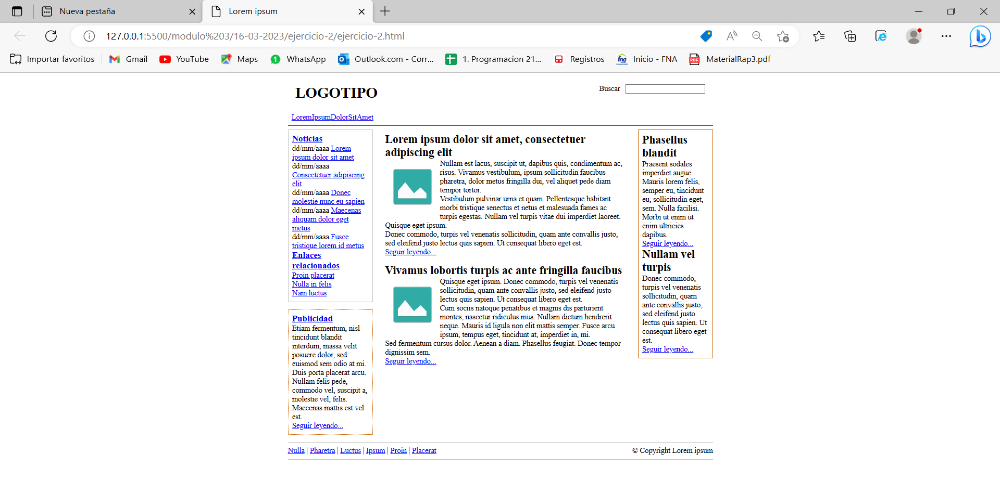 Nueva pestaña
Lorem ipsum
127.0.0.1:5500/modulo%203/16-03-2023/ejercicio-2/ejercicio-2.html
Importar favoritos
Gmail
YouTube
Maps
1
WhatsApp
Outlook.com - Corr...
1. Programacion 21...
Registros
fna
Inicio - FNA
PDF
MaterialRap3.pdf
LOGOTIPO
Buscar
LoremIpsumDolorSitAmet
Noticias
dd/mm/aaaa Lorem
ipsum dolor sit amet
dd/mm/aaaa
Consectetuer adipiscing
elit
dd/mm/aaaa Donec
molestie nunc eu sapien
dd/mm/aaaa Maecenas
aliquam dolor eget
metus
dd/mm/aaaa Fusce
tristique lorem id metus
Enlaces
relacionados
Proin placerat
Nulla in felis
Nam luctus
Publicidad
Etiam fermentum, nisl
tincidunt blandit
interdum, massa velit
posuere dolor, sed
euismod sem odio at mi.
Duis porta placerat arcu.
Nullam felis pede,
commodo vel, suscipit a,
molestie vel, felis.
Maecenas mattis est vel
est.
Seguir leyendo...
Lorem ipsum dolor sit amet, consectetuer
adipiscing elit
Nullam est lacus, suscipit ut, dapibus quis, condimentum ac,
risus. Vivamus vestibulum, ipsum sollicitudin faucibus
pharetra, dolor metus fringilla dui, vel aliquet pede diam
tempor tortor.
Vestibulum pulvinar urna et quam. Pellentesque habitant
morbi tristique senectus et netus et malesuada fames ac
turpis egestas. Nullam vel turpis vitae dui imperdiet laoreet.
Quisque eget ipsum.
Donec commodo, turpis vel venenatis sollicitudin, quam ante convallis justo,
sed eleifend justo lectus quis sapien. Ut consequat libero eget est.
Seguir leyendo...
Vivamus lobortis turpis ac ante fringilla faucibus
Quisque eget ipsum. Donec commodo, turpis vel venenatis
sollicitudin, quam ante convallis justo, sed eleifend justo
lectus quis sapien. Ut consequat libero eget est.
Cum sociis natoque penatibus et magnis dis parturient
montes, nascetur ridiculus mus. Nullam dictum hendrerit
neque. Mauris id ligula non elit mattis semper. Fusce arcu
ipsum, tempus eget, tincidunt at, imperdiet in, mi.
Sed fermentum cursus dolor. Aenean a diam. Phasellus feugiat. Donec tempor
dignissim sem.
Seguir leyendo...
Phasellus
blandit
Praesent sodales
imperdiet augue.
Mauris lorem felis,
semper eu, tincidunt
eu, sollicitudin eget,
sem. Nulla facilisi.
Morbi ut enim ut
enim ultricies
dapibus.
Seguir leyendo...
Nullam vel
turpis
Donec commodo,
turpis vel venenatis
sollicitudin, quam
ante convallis justo,
sed eleifend justo
lectus quis sapien. Ut
consequat libero eget
est.
Seguir leyendo...
Nulla | Pharetra | Luctus | Ipsum | Proin | Placerat
© Copyright Lorem ipsum